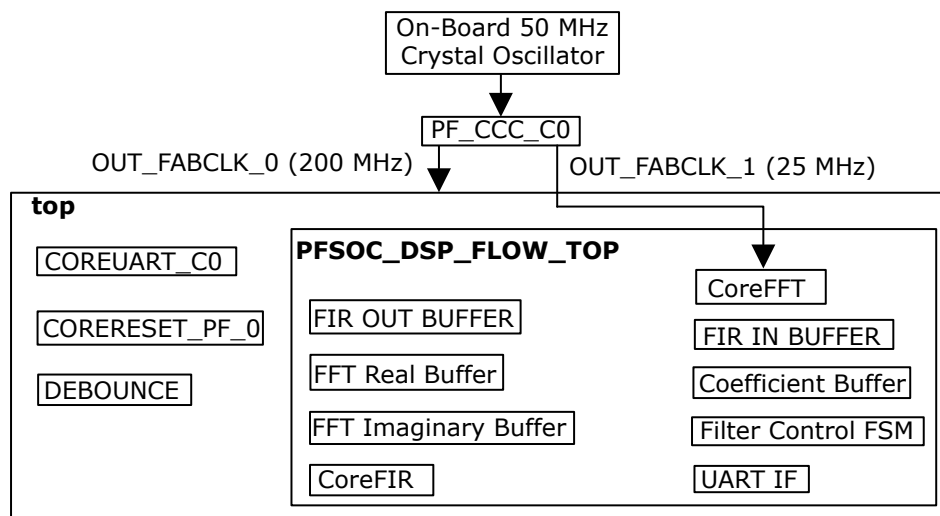 On-Board 50 MHz
Crystal Oscillator
PF_CCC_C0
OUT_FABCLK_0 (200 MHz)
OUT_FABCLK_1 (25 MHz)
top
COREUART_C0
CORERESET_PF_0
DEBOUNCE
PFSOC_DSP_FLOW_TOP
FIR OUT BUFFER
FFT Real Buffer
FFT Imaginary Buffer
CoreFIR
CoreFFT
FIR IN BUFFER
Coefficient Buffer
Filter Control FSM
UART IF